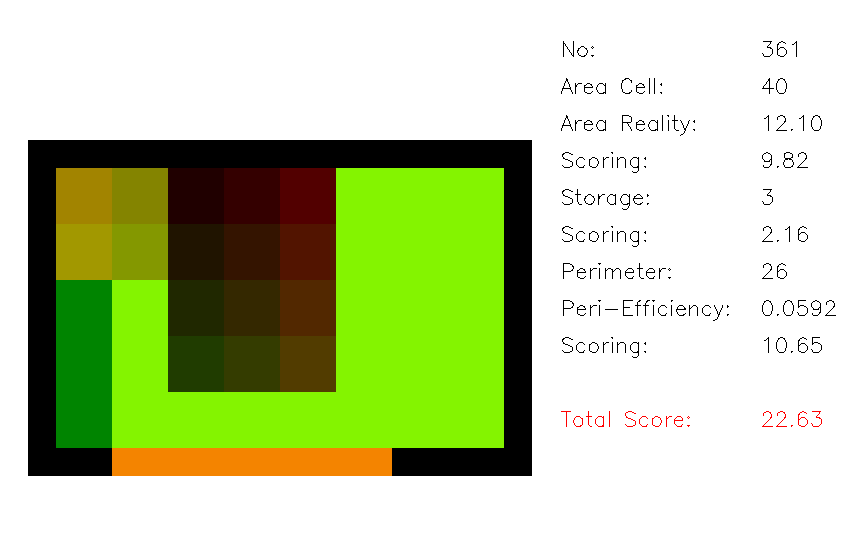 No: 361
Area Cell: 40
Area Reality: 12.10
Scoring: 9.82
Storage: 3
Scoring: 2.16
Perimeter: 26
Peri-Efficiency: 0.0592
Scoring: 10.65
Total Score: 22.63